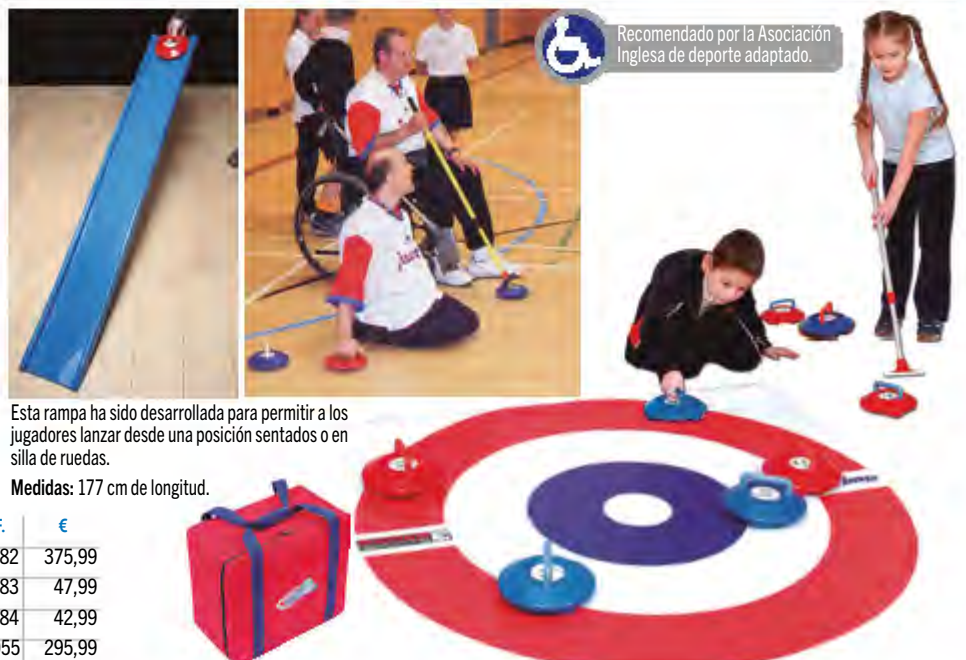 Recomendado por la Asociación
Inglesa de deporte adaptado.
Esta rampa ha sido desarrollada para permitir a los
jugadores lanzar desde una posición sentados o en
silla de ruedas.
Medidas: 177 cm de longitud.
F. €
82 375,99
83 47,99
84 42,99
955 295,99